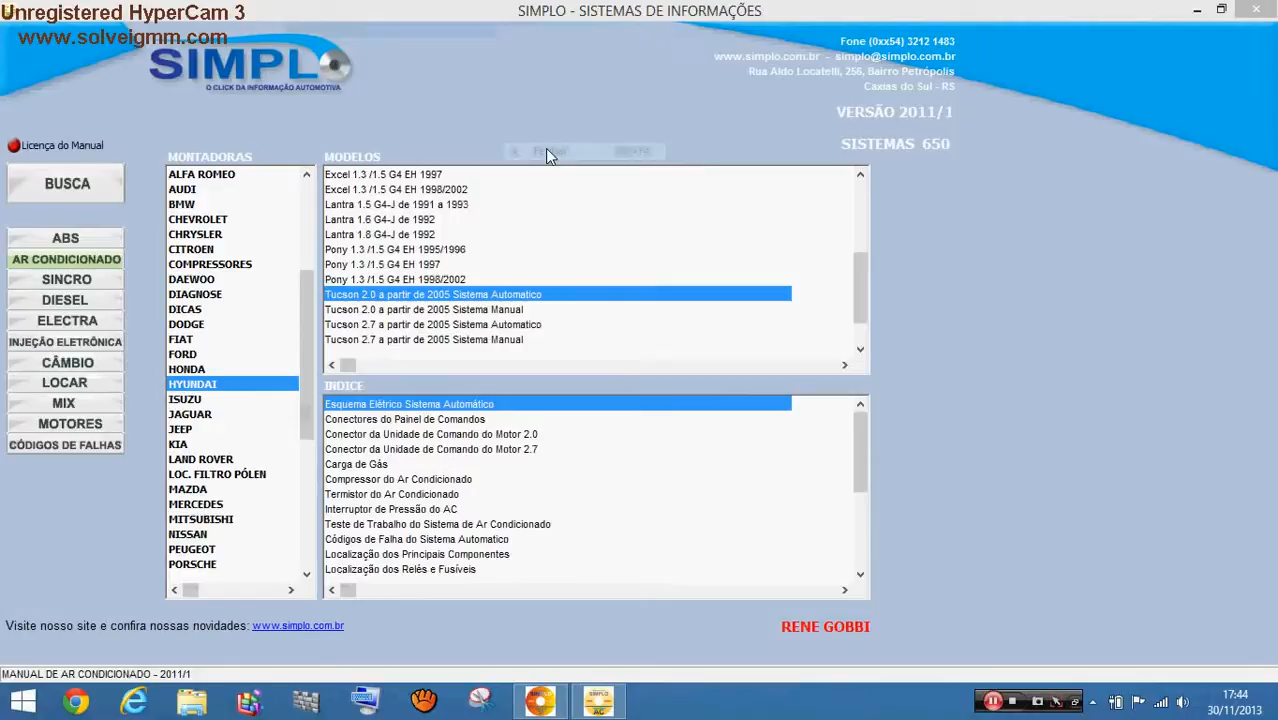 Unregistered HyperCam 3
www.solveigmm.com
SIMPLO - SISTEMAS DE INFORMAÇÕES
SIMPLO
O CLICK DA INFORMAÇÃO AUTOMOTIVA
Fone (0xx54) 3212 1483
www.simplo.com.br - simplo@simplo.com.br
Rua Aldo Locatelli, 256, Bairro Petrópolis
Caxias do Sul - RS
VERSÃO 2011/1
SISTEMAS 650
Licença do Manual
BUSCA
ABS
AR CONDICIONADO
SINCRO
DIESEL
ELECTRA
INJEÇÃO ELETRÔNICA
CÂMBIO
LOCAR
MIX
MOTORES
CÓDIGOS DE FALHAS
MONTADORAS
ALFA ROMEO
AUDI
BMW
CHEVROLET
CHRYSLER
CITROEN
COMPRESSORES
DAEWOO
DIAGNOSE
DICAS
DODGE
FIAT
FORD
HONDA
HYUNDAI
ISUZU
JAGUAR
JEEP
KIA
LAND ROVER
LOC. FILTRO PÓLEN
MAZDA
MERCEDES
MITSUBISHI
NISSAN
PEUGEOT
PORSCHE
MODELOS
Excel 1.3 /1.5 G4 EH 1997
Excel 1.3 /1.5 G4 EH 1998/2002
Lantra 1.5 G4-J de 1991 a 1993
Lantra 1.6 G4-J de 1992
Lantra 1.8 G4-J de 1992
Pony 1.3 /1.5 G4 EH 1995/1996
Pony 1.3 /1.5 G4 EH 1997
Pony 1.3 /1.5 G4 EH 1998/2002
Tucson 2.0 a partir de 2005 Sistema Automatico
Tucson 2.0 a partir de 2005 Sistema Manual
Tucson 2.7 a partir de 2005 Sistema Automatico
Tucson 2.7 a partir de 2005 Sistema Manual
INDICE
Esquema Elétrico Sistema Automático
Conectores do Painel de Comandos
Conector da Unidade de Comando do Motor 2.0
Conector da Unidade de Comando do Motor 2.7
Carga de Gás
Compressor do Ar Condicionado
Termistor do Ar Condicionado
Interruptor de Pressão do AC
Teste de Trabalho do Sistema de Ar Condicionado
Códigos de Falha do Sistema Automatico
Localização dos Principais Componentes
Localização dos Relés e Fusíveis
Visite nosso site e confira nossas novidades: www.simplo.com.br
RENE GOBBI
MANUAL DE AR CONDICIONADO - 2011/1
SIMPLO
AC
17:44
30/11/2013